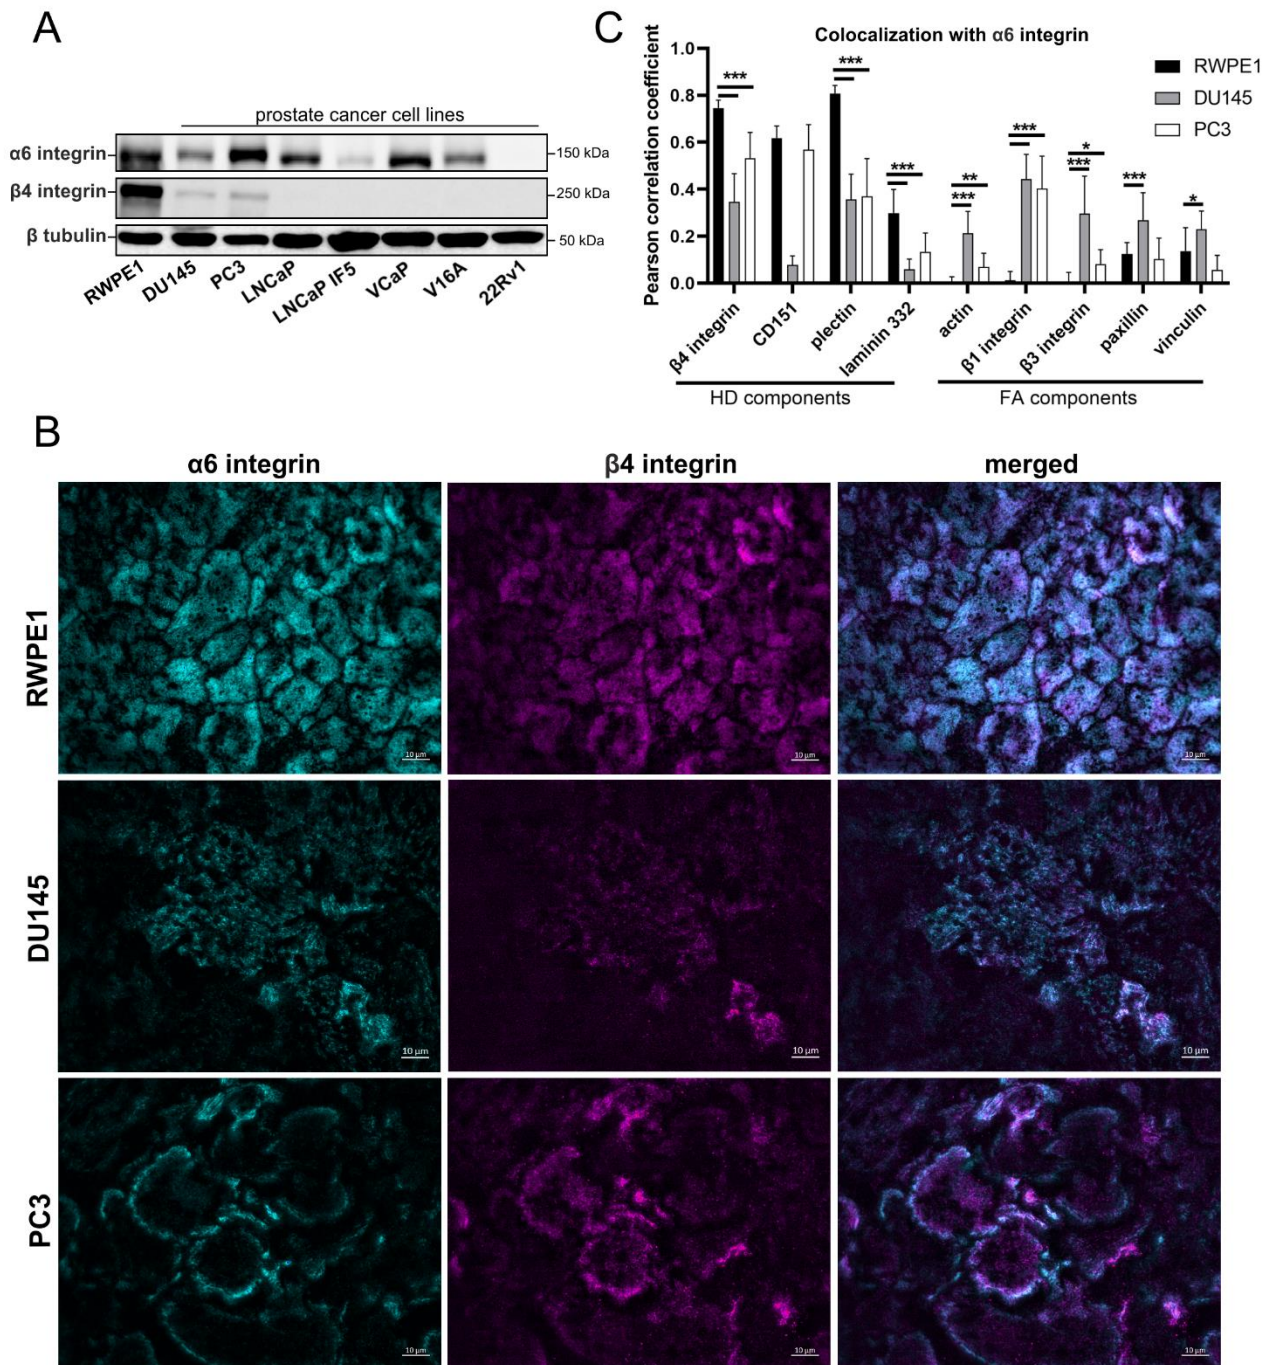 A
prostate cancer cell lines
α6 integrin
150 kDa
β4 integrin
250 kDa
β tubulin
50 kDa
RWPE1
DU145
PC3
LNCaP
LNCaP IF5
VCaP
V16A
22Rv1
C
Colocalization with α6 integrin
Pearson correlation coefficient
1.0
0.8
0.6
0.4
0.2
0.0
RWPE1
DU145
PC3
***
***
***
***
**
***
***
*
***
*
β4 integrin
CD151
plectin
laminin 332
actin
β1 integrin
β3 integrin
paxillin
vinculin
HD components
FA components
B
α6 integrin
β4 integrin
merged
RWPE1
10 µm
10 µm
10 µm
DU145
10 µm
10 µm
10 µm
PC3
10 µm
10 µm
10 µm